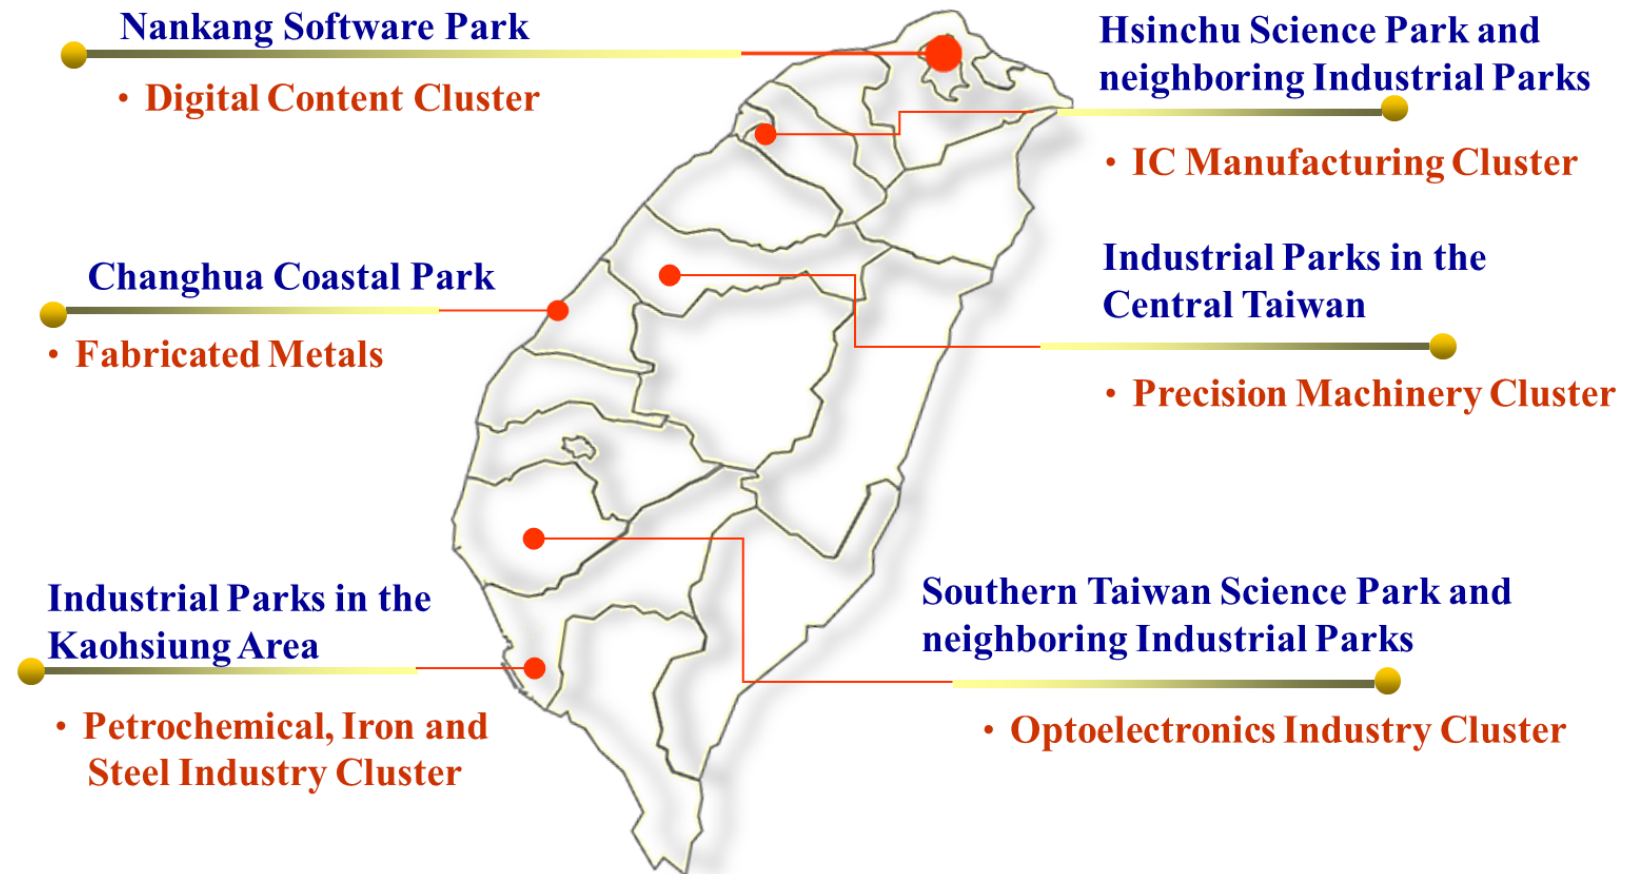 Nankang Software Park
• Digital Content Cluster
Hsinchu Science Park and
neighboring Industrial Parks
• IC Manufacturing Cluster
Changhua Coastal Park
• Fabricated Metals
Industrial Parks in the
Central Taiwan
• Precision Machinery Cluster
Industrial Parks in the
Kaohsiung Area
• Petrochemical, Iron and
Steel Industry Cluster
Southern Taiwan Science Park and
neighboring Industrial Parks
• Optoelectronics Industry Cluster